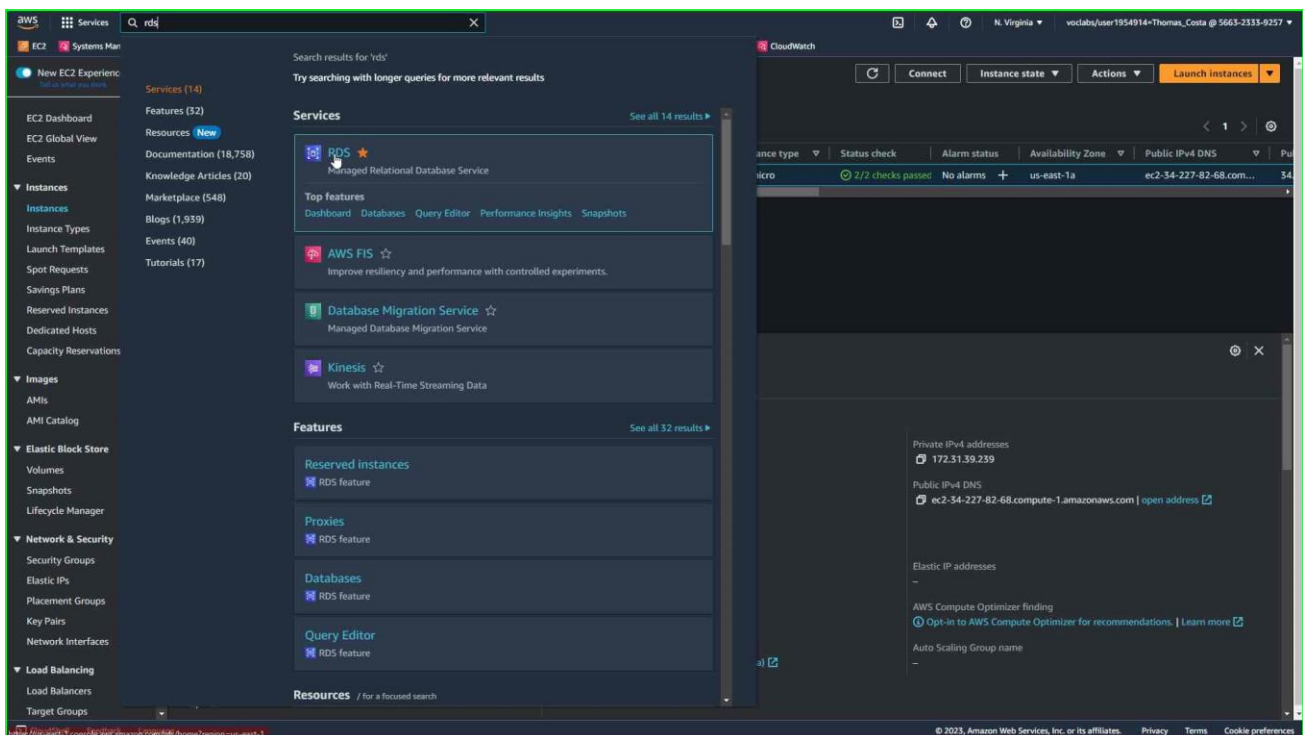 aws
Services
rds
N. Virginia
voclabs/user1954914=Thomas_Costa @ 5663-2333-9257
EC2
Systems Man
CloudWatch
New EC2 Experienc
Tell us what you think
EC2 Dashboard
EC2 Global View
Events
Instances
Instances
Instance Types
Launch Templates
Spot Requests
Savings Plans
Reserved Instances
Dedicated Hosts
Capacity Reservations
Images
AMIs
AMI Catalog
Elastic Block Store
Volumes
Snapshots
Lifecycle Manager
Network & Security
Security Groups
Elastic IPs
Placement Groups
Key Pairs
Network Interfaces
Load Balancing
Load Balancers
Target Groups
Services (14)
Features (32)
Resources New
Documentation (18,758)
Knowledge Articles (20)
Marketplace (548)
Blogs (1,939)
Events (40)
Tutorials (17)
Search results for 'rds'
Try searching with longer queries for more relevant results
Services
See all 14 results
RDS
Managed Relational Database Service
Top features
Dashboard Databases Query Editor Performance Insights Snapshots
AWS FIS
Improve resiliency and performance with controlled experiments.
Database Migration Service
Managed Database Migration Service
Kinesis
Work with Real-Time Streaming Data
Features
See all 32 results
Reserved instances
RDS feature
Proxies
RDS feature
Databases
RDS feature
Query Editor
RDS feature
Resources / for a focused search
Connect
Instance state
Actions
Launch instances
1
ance type Status check Alarm status Availability Zone Public IPv4 DNS Pul
nicro 2/2 checks passed No alarms + us-east-1a ec2-34-227-82-68.com... 34.
Private IPv4 addresses
172.31.39.239
Public IPv4 DNS
ec2-34-227-82-68.compute-1.amazonaws.com | open address
Elastic IP addresses
–
AWS Compute Optimizer finding
Opt-in to AWS Compute Optimizer for recommendations. | Learn more
Auto Scaling Group name
–
a)
© 2023, Amazon Web Services, Inc. or its affiliates. Privacy Terms Cookie preferences